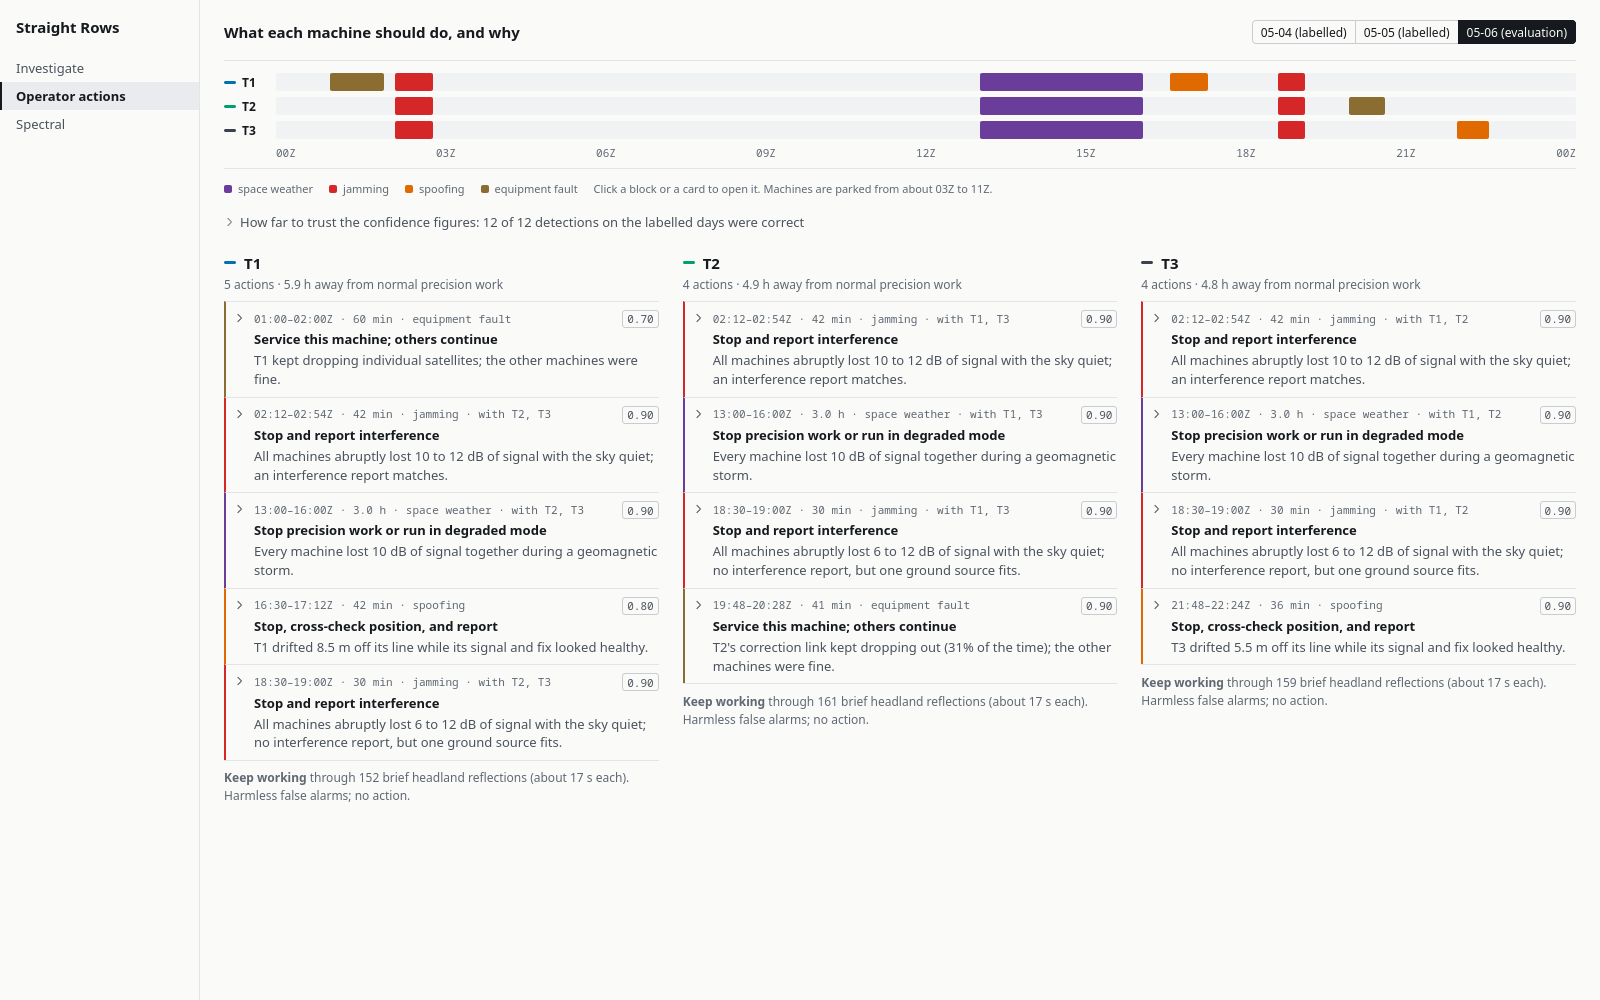 Straight Rows
Investigate
Operator actions
Spectral
What each machine should do, and why
05-04 (labelled) 05-05 (labelled) 05-06 (evaluation)
T1
T2
T3
00Z 03Z 06Z 09Z 12Z 15Z 18Z 21Z 00Z
space weather jamming spoofing equipment fault Click a block or a card to open it. Machines are parked from about 03Z to 11Z.
How far to trust the confidence figures: 12 of 12 detections on the labelled days were correct
T1
5 actions · 5.9 h away from normal precision work
01:00–02:00Z · 60 min · equipment fault 0.70
Service this machine; others continue
T1 kept dropping individual satellites; the other machines were
fine.
02:12–02:54Z · 42 min · jamming · with T2, T3 0.90
Stop and report interference
All machines abruptly lost 10 to 12 dB of signal with the sky quiet;
an interference report matches.
13:00–16:00Z · 3.0 h · space weather · with T2, T3 0.90
Stop precision work or run in degraded mode
Every machine lost 10 dB of signal together during a geomagnetic
storm.
16:30–17:12Z · 42 min · spoofing 0.80
Stop, cross-check position, and report
T1 drifted 8.5 m off its line while its signal and fix looked healthy.
18:30–19:00Z · 30 min · jamming · with T2, T3 0.90
Stop and report interference
All machines abruptly lost 6 to 12 dB of signal with the sky quiet;
no interference report, but one ground source fits.
Keep working through 152 brief headland reflections (about 17 s each).
Harmless false alarms; no action.
T2
4 actions · 4.9 h away from normal precision work
02:12–02:54Z · 42 min · jamming · with T1, T3 0.90
Stop and report interference
All machines abruptly lost 10 to 12 dB of signal with the sky quiet;
an interference report matches.
13:00–16:00Z · 3.0 h · space weather · with T1, T3 0.90
Stop precision work or run in degraded mode
Every machine lost 10 dB of signal together during a geomagnetic
storm.
18:30–19:00Z · 30 min · jamming · with T1, T3 0.90
Stop and report interference
All machines abruptly lost 6 to 12 dB of signal with the sky quiet;
no interference report, but one ground source fits.
19:48–20:28Z · 41 min · equipment fault 0.90
Service this machine; others continue
T2's correction link kept dropping out (31% of the time); the other
machines were fine.
Keep working through 161 brief headland reflections (about 17 s each).
Harmless false alarms; no action.
T3
4 actions · 4.8 h away from normal precision work
02:12–02:54Z · 42 min · jamming · with T1, T2 0.90
Stop and report interference
All machines abruptly lost 10 to 12 dB of signal with the sky quiet;
an interference report matches.
13:00–16:00Z · 3.0 h · space weather · with T1, T2 0.90
Stop precision work or run in degraded mode
Every machine lost 10 dB of signal together during a geomagnetic
storm.
18:30–19:00Z · 30 min · jamming · with T1, T2 0.90
Stop and report interference
All machines abruptly lost 6 to 12 dB of signal with the sky quiet;
no interference report, but one ground source fits.
21:48–22:24Z · 36 min · spoofing 0.90
Stop, cross-check position, and report
T3 drifted 5.5 m off its line while its signal and fix looked healthy.
Keep working through 159 brief headland reflections (about 17 s each).
Harmless false alarms; no action.